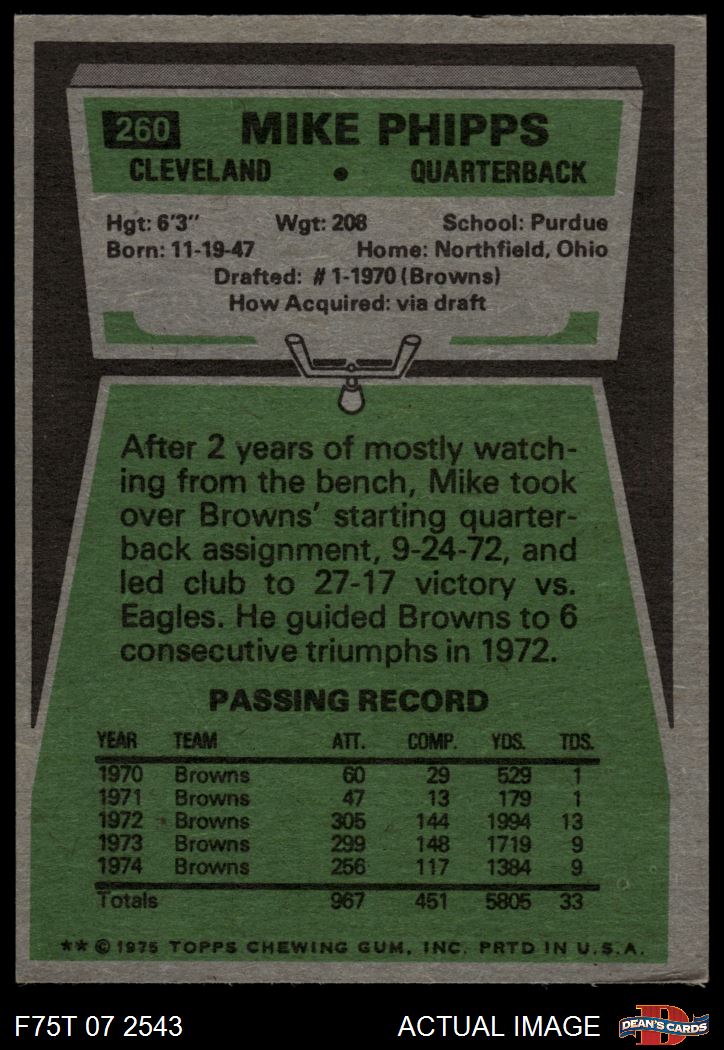 260 MIKE PHIPPS
CLEVELAND • QUARTERBACK
Hgt: 6'3" Wgt: 208 School: Purdue
Born: 11-19-47 Home: Northfield, Ohio
Drafted: #1-1970 (Browns)
How Acquired: via draft
After 2 years of mostly watch-
ing from the bench, Mike took
over Browns' starting quarter-
back assignment, 9-24-72, and
led club to 27-17 victory vs.
Eagles. He guided Browns to 6
consecutive triumphs in 1972.
PASSING RECORD
YEAR TEAM ATT. COMP. YDS. TDS.
1970 Browns 60 29 529 1
1971 Browns 47 13 179 1
1972 Browns 305 144 1994 13
1973 Browns 299 148 1719 9
1974 Browns 256 117 1384 9
Totals 967 451 5805 33
** © 1975 TOPPS CHEWING GUM, INC. PRTD IN U.S.A.
F75T 07 2543 ACTUAL IMAGE
D
DEAN'S CARDS